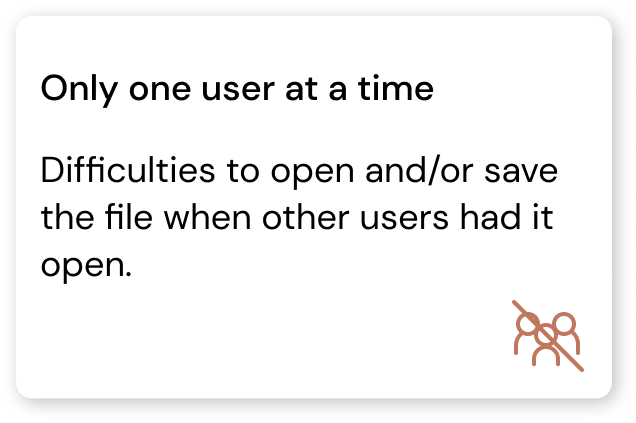 Only one user at a time
Difficulties to open and/or save
the file when other users had it
open.